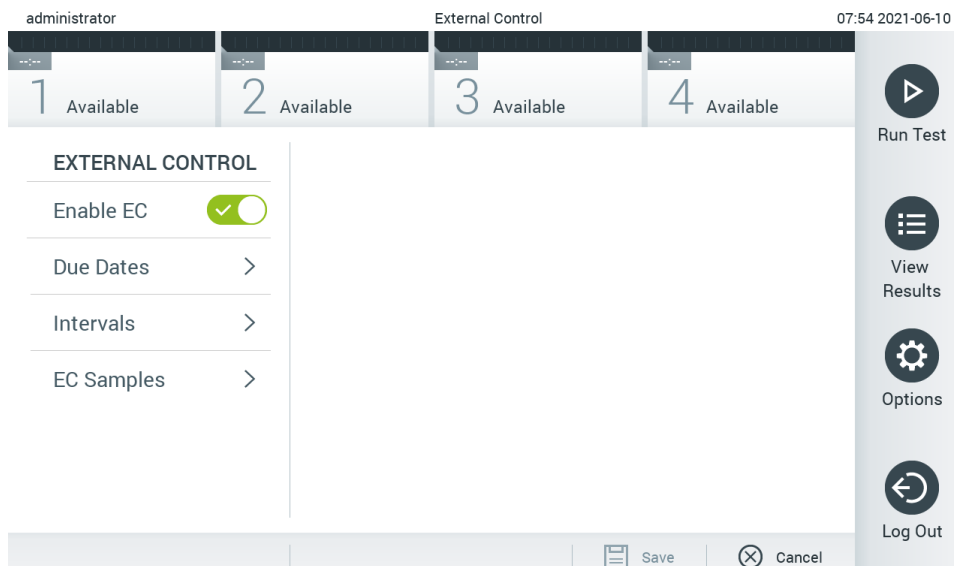 administrator External Control 07:54 2021-06-10
--:-- --:-- --:-- --:--
1 Available 2 Available 3 Available 4 Available
Run Test
EXTERNAL CONTROL
Enable EC
Due Dates
Intervals
EC Samples
View
Results
Options
Log Out
Save Cancel